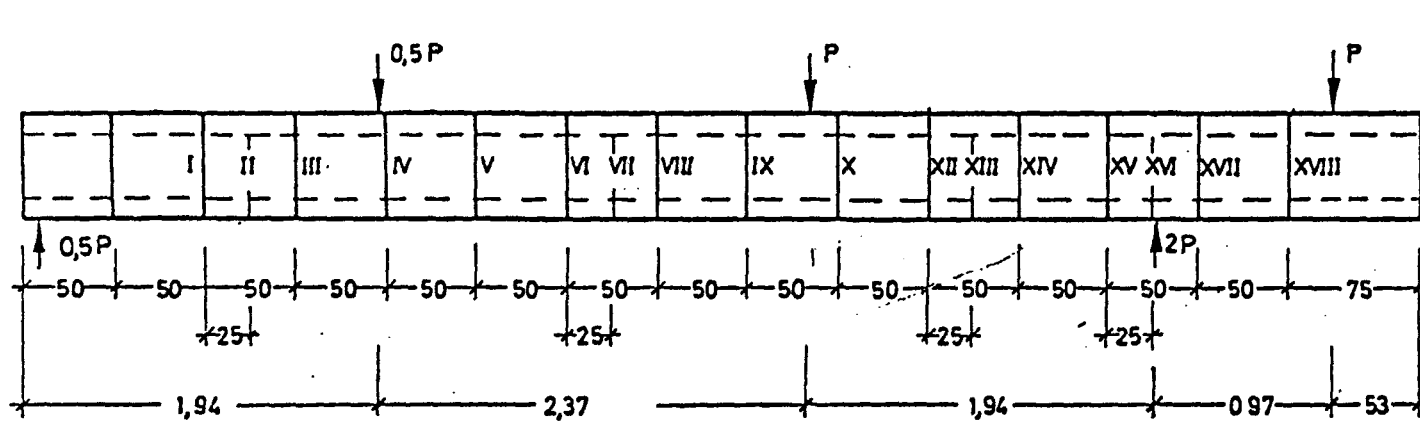 0,5P P P
I II III IV V VI VII VIII IX X XII XIII XIV XV XVI XVII XVIII
0,5P 2P
50 50 50 50 50 50 50 50 50 50 50 50 50 50 75
25 25 25 25
1,94 2,37 1,94 0 97 53